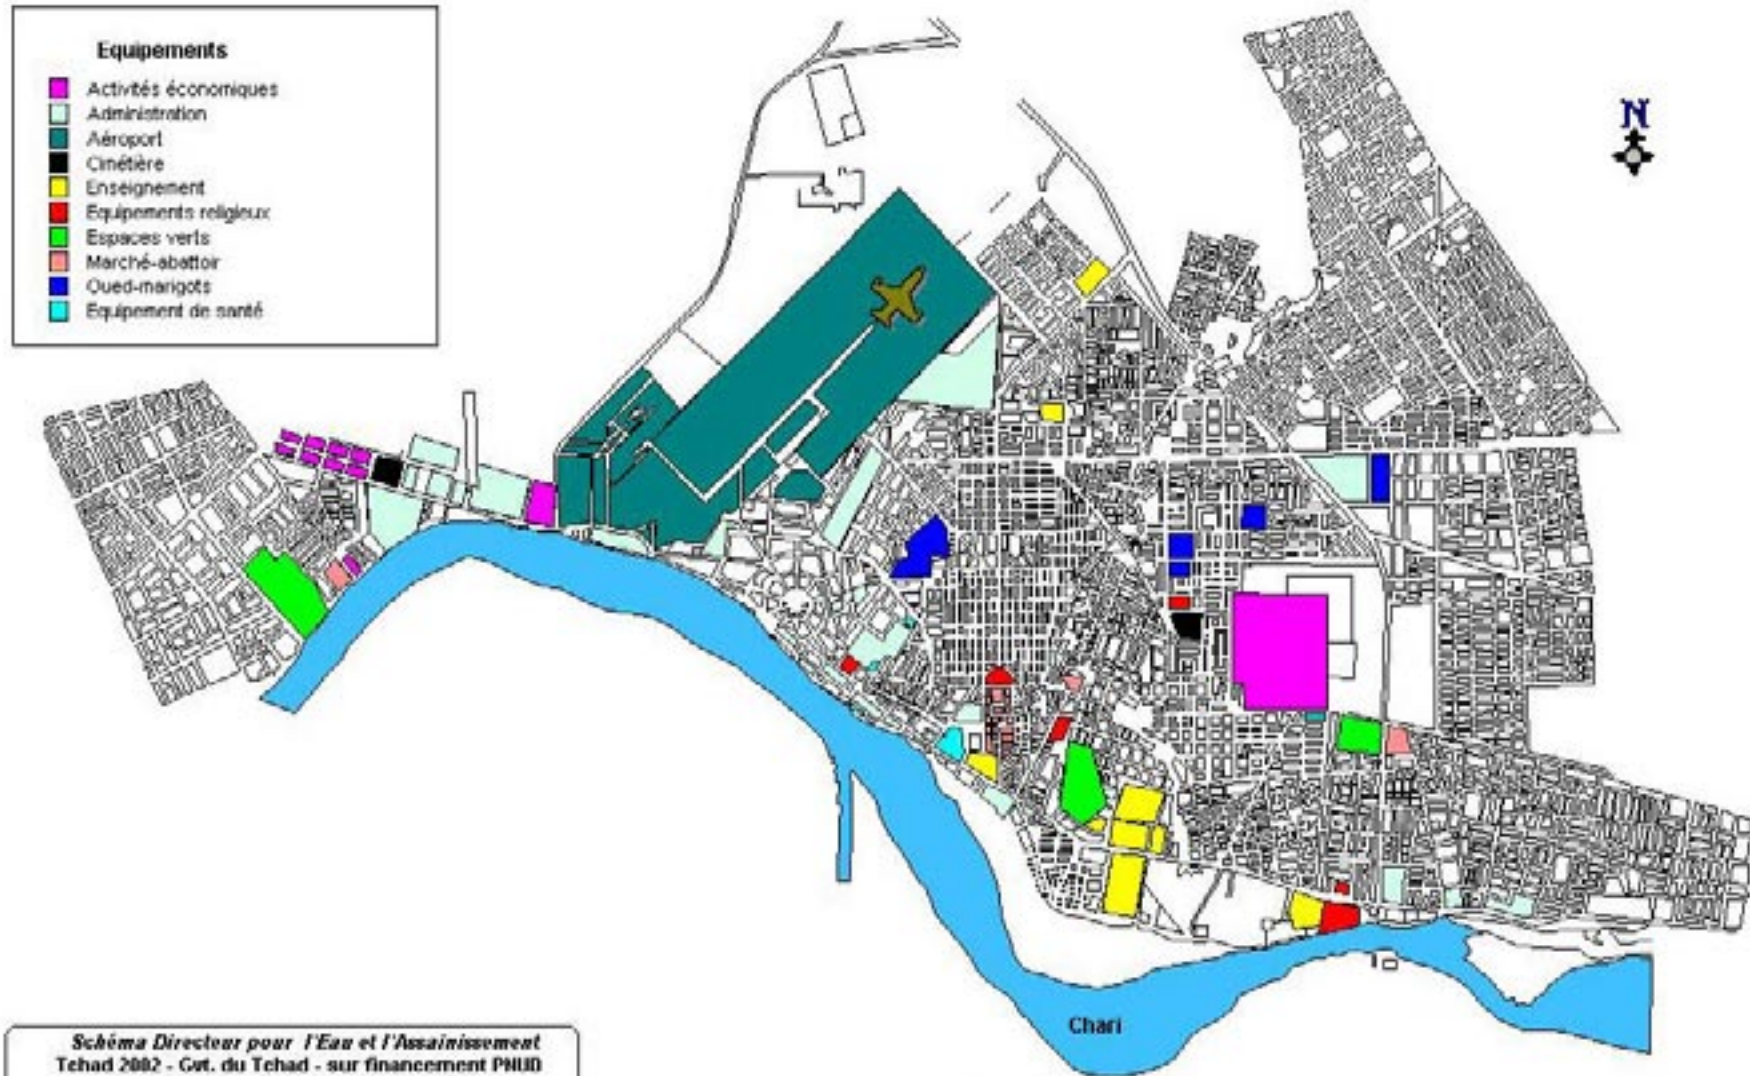 Equipements
Activités économiques
Administration
Aéroport
Cimétière
Enseignement
Equipements religieux
Espaces verts
Marché-abattoir
Oued-marigots
Equipement de santé
N
Chari
Schéma Directeur pour l'Eau et l'Assainissement
Tchad 2002 - Gvt. du Tchad - sur financement PNUD